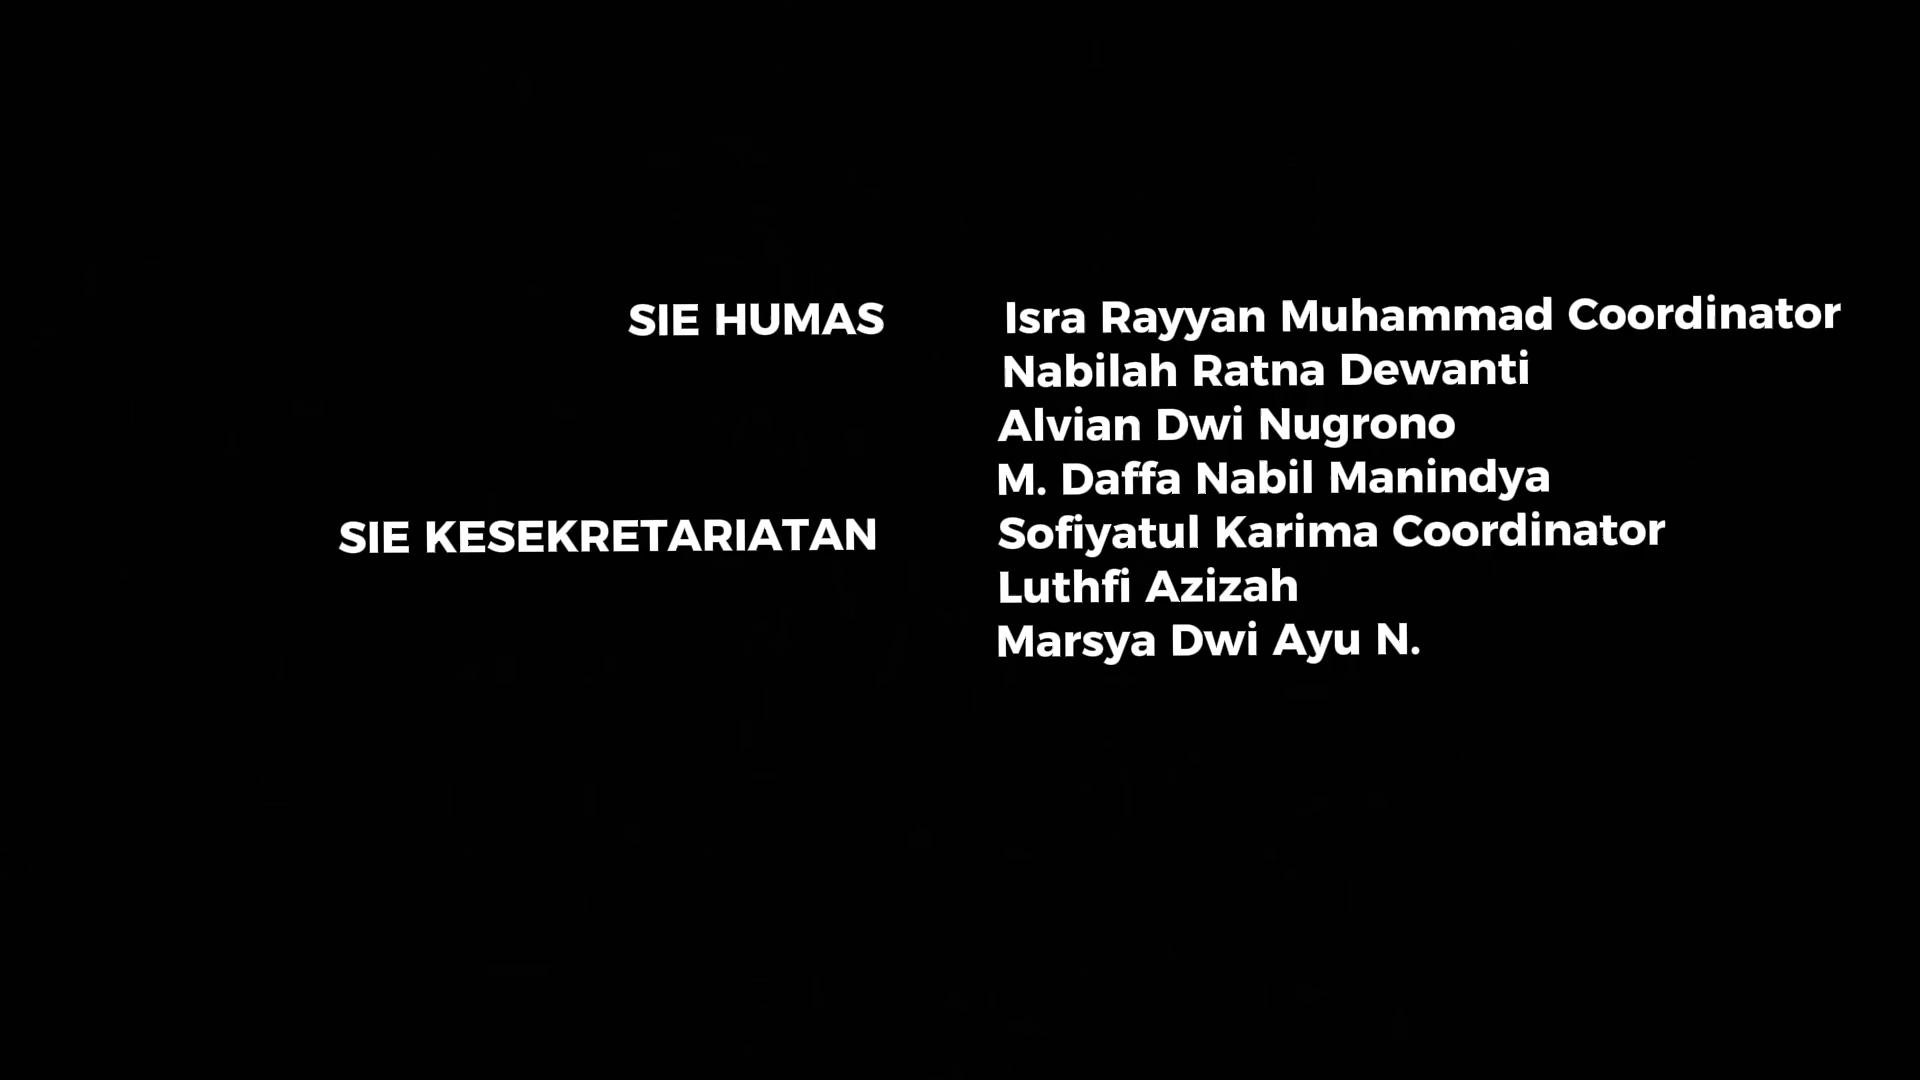 SIE HUMAS Isra Rayyan Muhammad Coordinator
Nabilah Ratna Dewanti
Alvian Dwi Nugrono
M. Daffa Nabil Manindya
SIE KESEKRETARIATAN Sofiyatul Karima Coordinator
Luthfi Azizah
Marsya Dwi Ayu N.